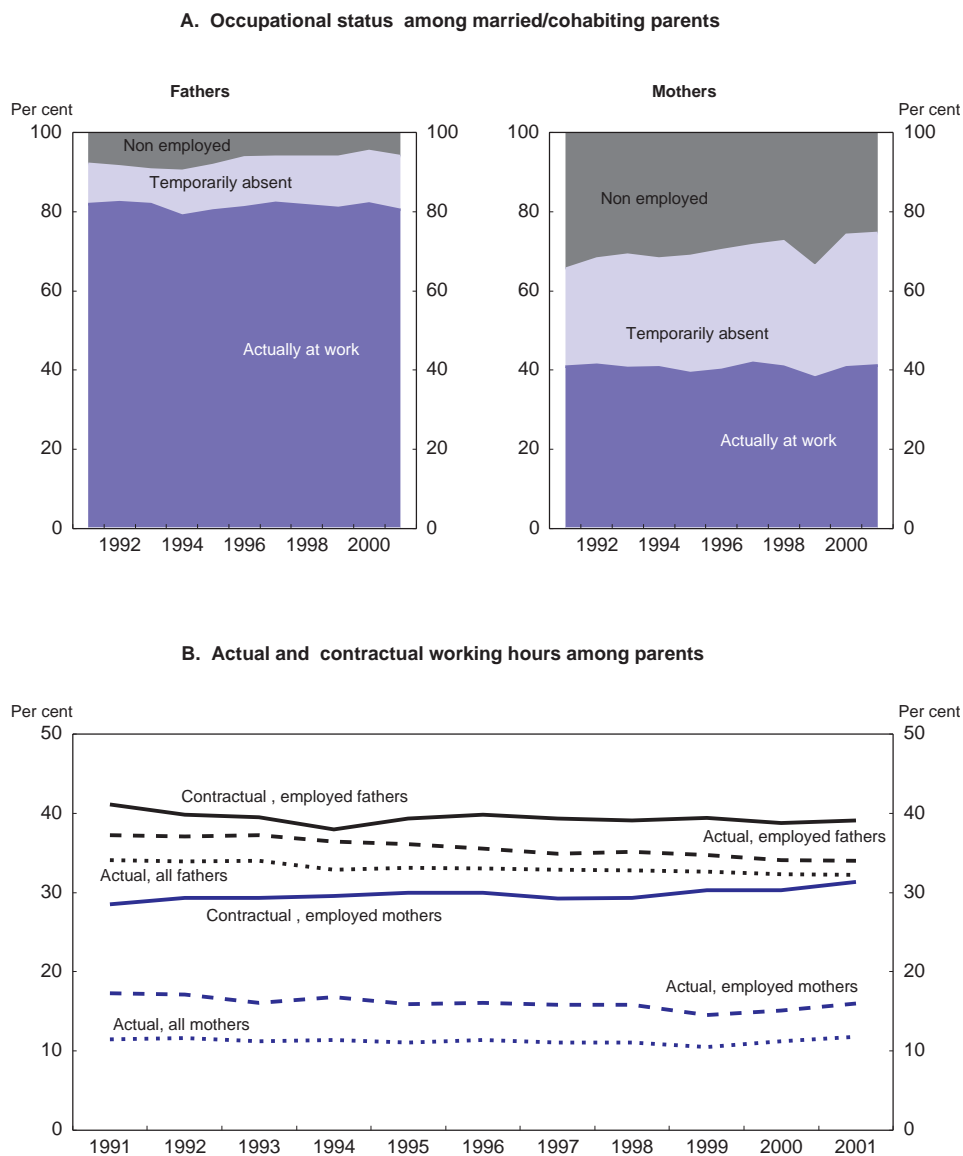 A. Occupational status among married/cohabiting parents
Fathers
Mothers
Per cent
Per cent
100
100
100
100
Non employed
Temporarily absent
Non employed
80
80
80
80
60
60
60
60
Temporarily absent
Actually at work
40
40
40
40
Actually at work
20
20
20
20
0
0
0
0
1992 1994 1996 1998 2000
1992 1994 1996 1998 2000
B. Actual and contractual working hours among parents
Per cent
Per cent
50
50
Contractual , employed fathers
40
40
Actual, employed fathers
Actual, all fathers
30
30
Contractual , employed mothers
20
20
Actual, employed mothers
Actual, all mothers
10
10
0
0
1991 1992 1993 1994 1995 1996 1997 1998 1999 2000 2001